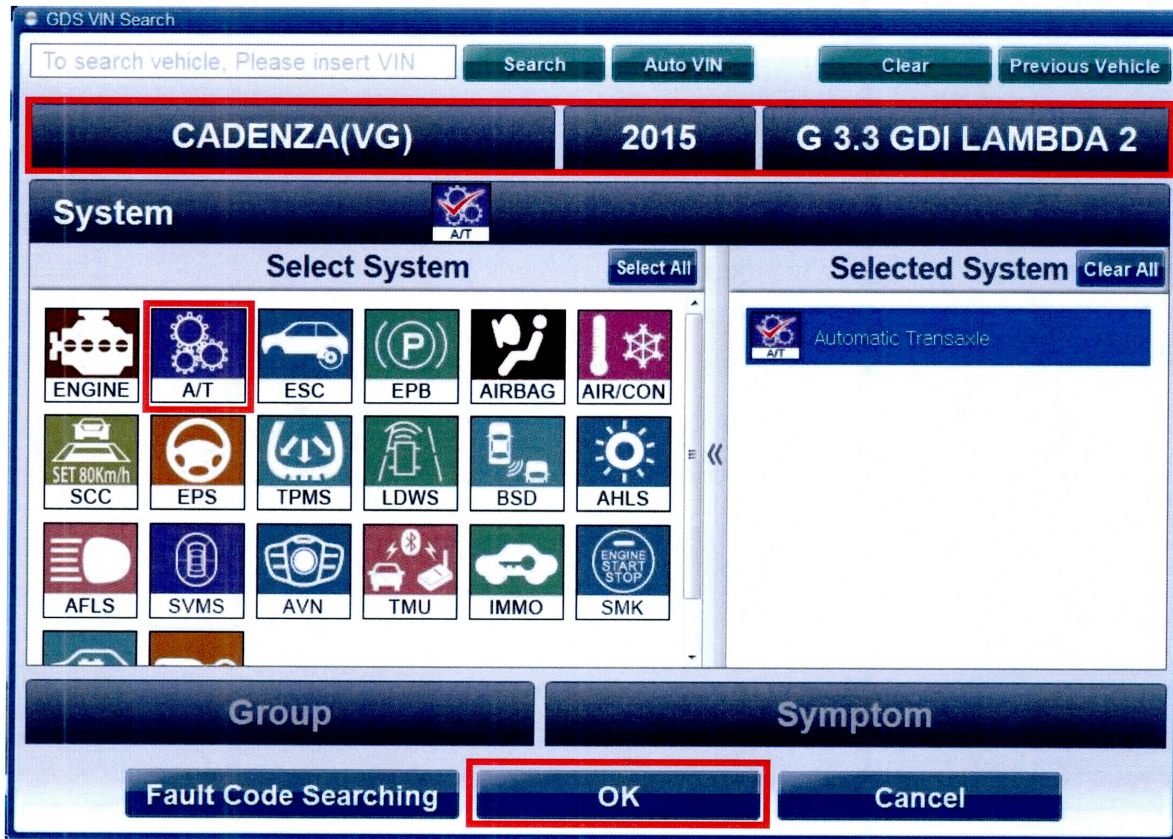 GDS VIN Search
To search vehicle, Please insert VIN Search Auto VIN Clear Previous Vehicle
CADENZA(VG) 2015 G 3.3 GDI LAMBDA 2
System A/T
Select System Select All Selected System Clear All
A/T Automatic Transaxle
ENGINE A/T ESC (P) EPB AIRBAG AIR/CON
SET 80Km/h ENGINE START STOP
SCC EPS TPMS LDWS BSD AHLS
AFLS SVMS AVN TMU IMMO SMK
Group Symptom
Fault Code Searching OK Cancel